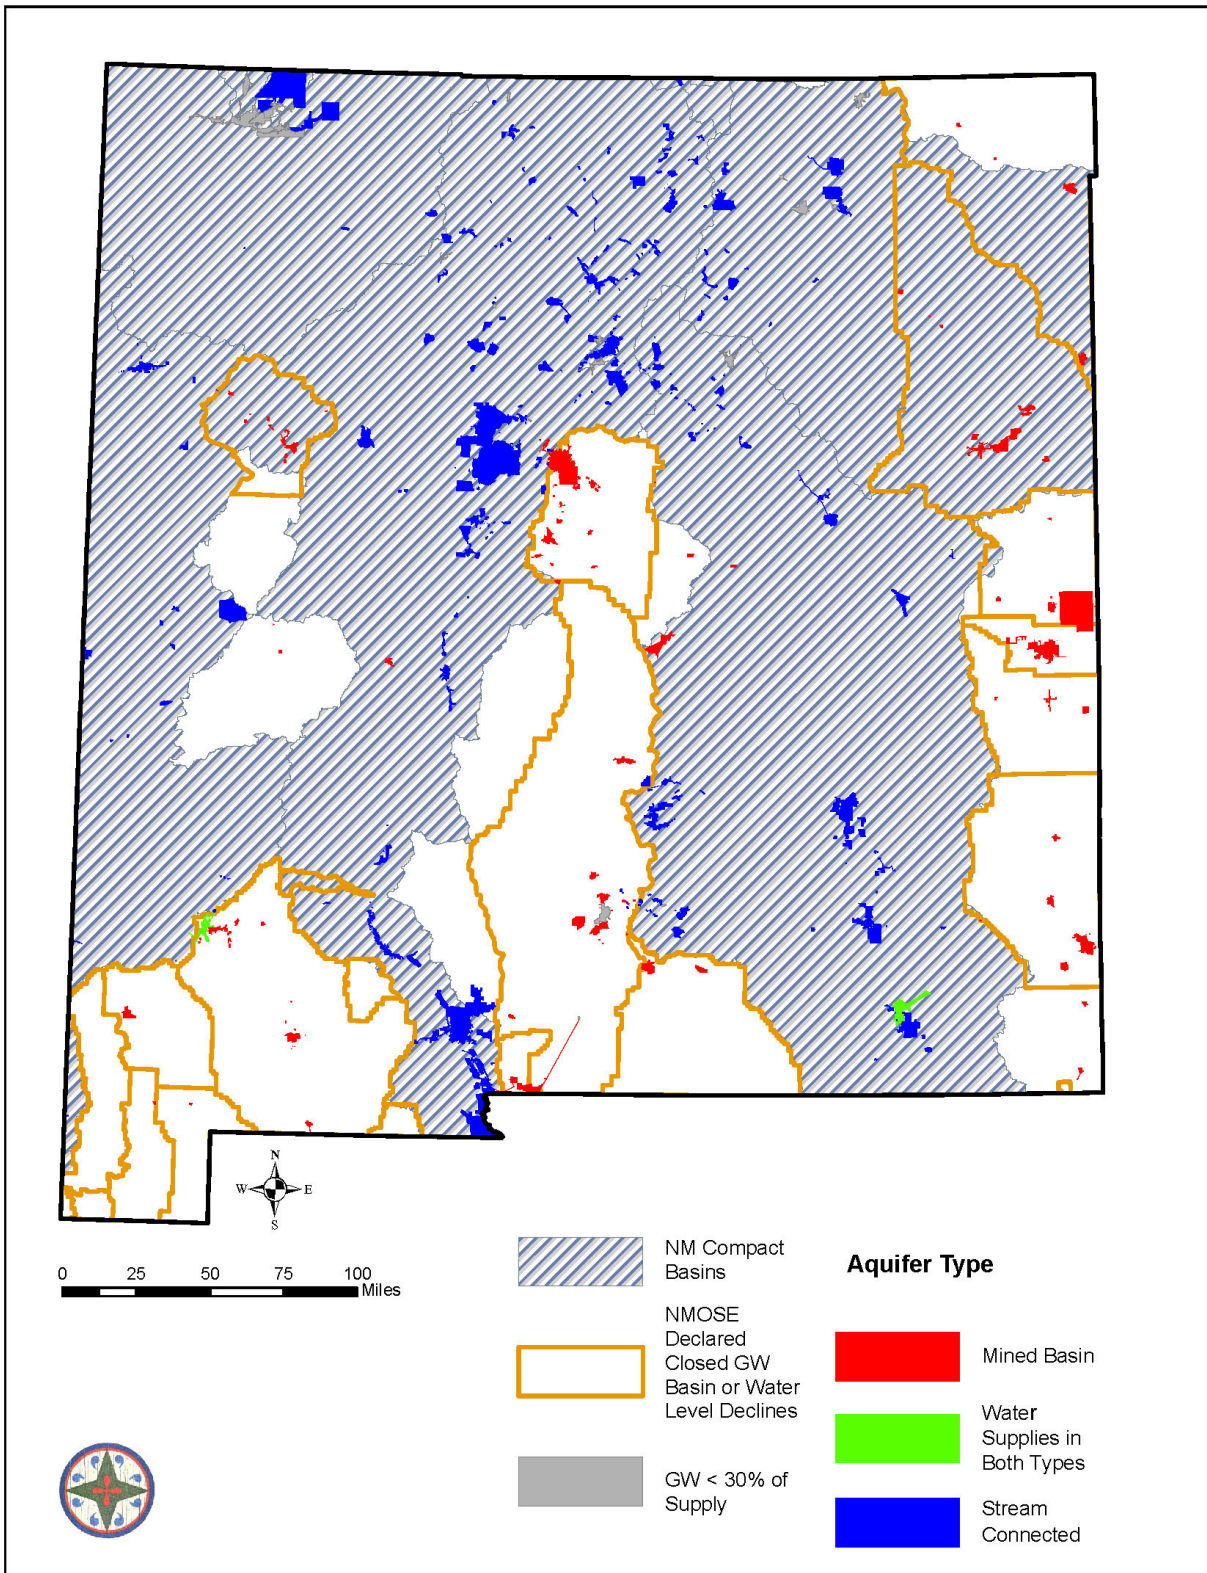 N
W E
S
0 25 50 75 100
Miles
NM Compact
Basins
NMOSE
Declared
Closed GW
Basin or Water
Level Declines
GW < 30% of
Supply
Aquifer Type
Mined Basin
Water
Supplies in
Both Types
Stream
Connected